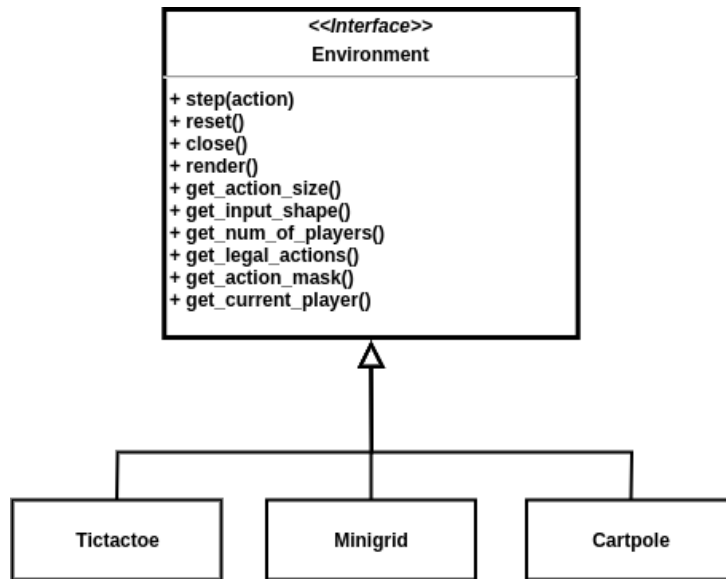 <<Interface>>
Environment
+ step(action)
+ reset()
+ close()
+ render()
+ get_action_size()
+ get_input_shape()
+ get_num_of_players()
+ get_legal_actions()
+ get_action_mask()
+ get_current_player()
Tictactoe
Minigrid
Cartpole